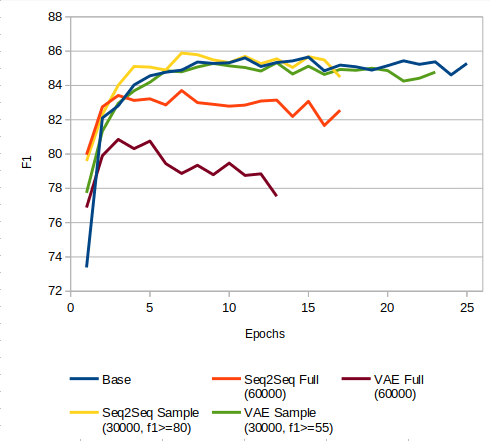 88
86
84
82
80
78
76
74
72
F1
0 5 10 15 20 25
Epochs
Base Seq2Seq Full VAE Full
(60000) (60000)
Seq2Seq Sample VAE Sample
(30000, f1>=80) (30000, f1>=55)